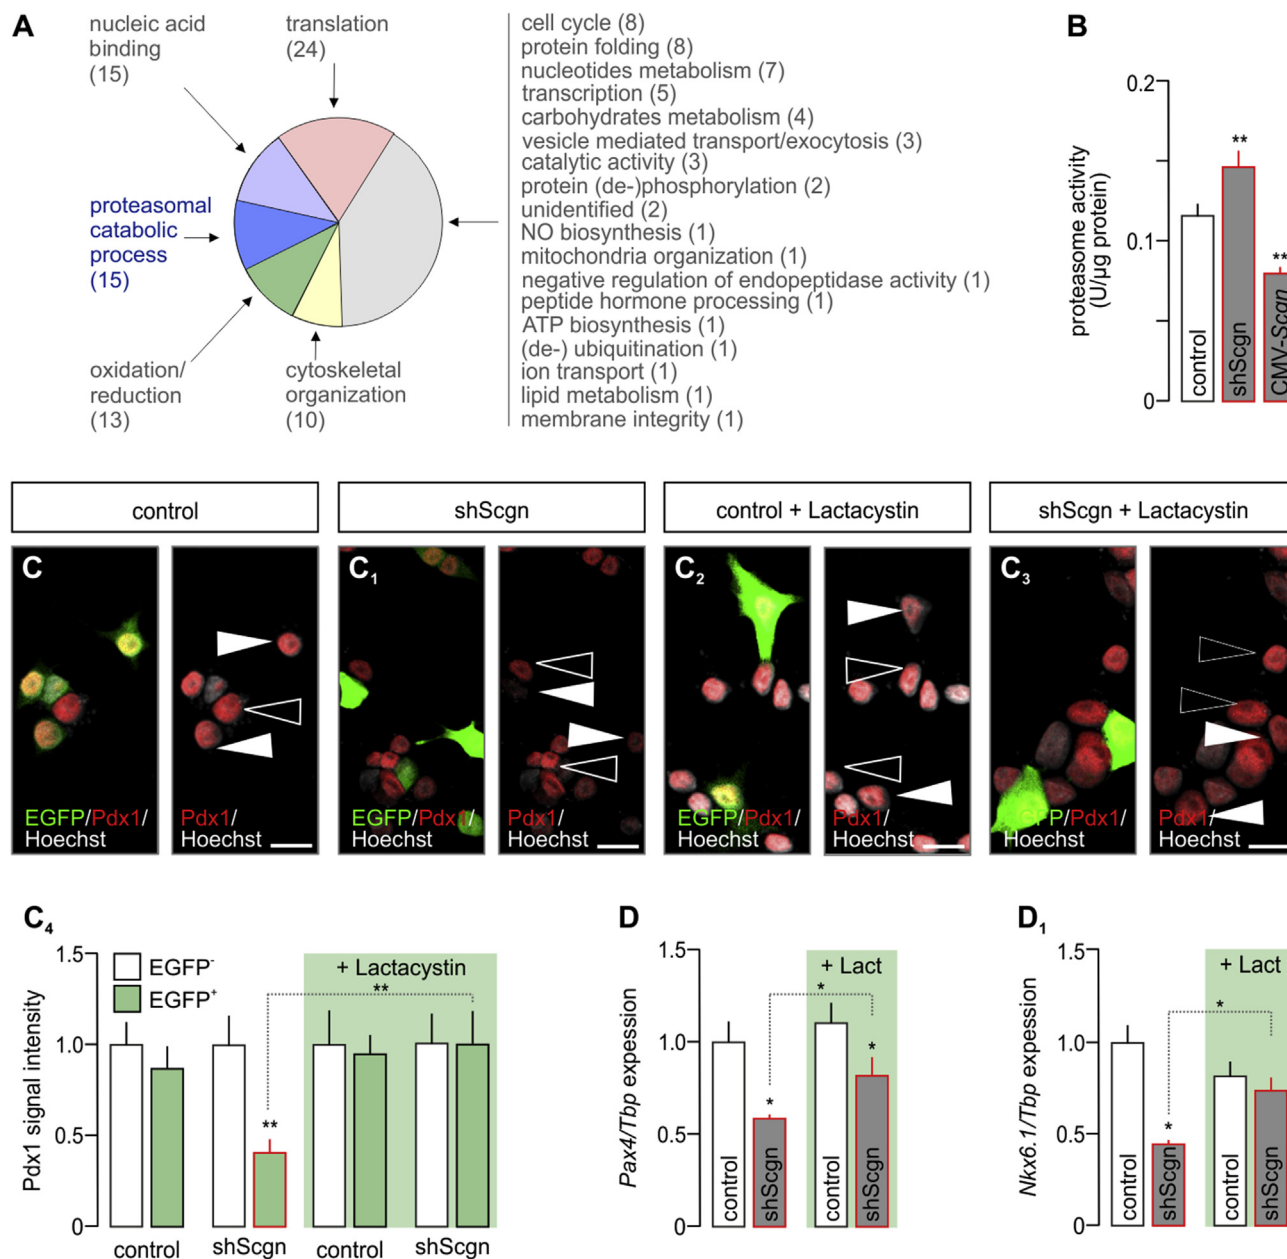 A
nucleic acid
binding
(15)
translation
(24)
proteasomal
catabolic
process
(15)
oxidation/
reduction
(13)
cytoskeletal
organization
(10)
cell cycle (8)
protein folding (8)
nucleotides metabolism (7)
transcription (5)
carbohydrates metabolism (4)
vesicle mediated transport/exocytosis (3)
catalytic activity (3)
protein (de-)phosphorylation (2)
unidentified (2)
NO biosynthesis (1)
mitochondria organization (1)
negative regulation of endopeptidase activity (1)
peptide hormone processing (1)
ATP biosynthesis (1)
(de-) ubiquitination (1)
ion transport (1)
lipid metabolism (1)
membrane integrity (1)
B
proteasome activity
(U/µg protein)
0.2
0.1
0
**
**
control
shScgn
CMV-Scgn
control
shScgn
control + Lactacystin
shScgn + Lactacystin
C
EGFP/Pdx1/
Hoechst
Pdx1/
Hoechst
C1
EGFP/Pdx1/
Hoechst
Pdx1/
Hoechst
C2
EGFP/Pdx1/
Hoechst
Pdx1/
Hoechst
C3
GFP/Pdx1/
Hoechst
Pdx1/
Hoechst
C4
Pdx1 signal intensity
1.5
1.0
0.5
0
EGFP-
EGFP+
+ Lactacystin
**
**
control
shScgn
control
shScgn
D
Pax4/Tbp expession
1.5
1.0
0.5
0
+ Lact
*
*
*
control
shScgn
control
shScgn
D1
Nkx6.1/Tbp expession
1.5
1.0
0.5
0
+ Lact
*
*
control
shScgn
control
shScgn